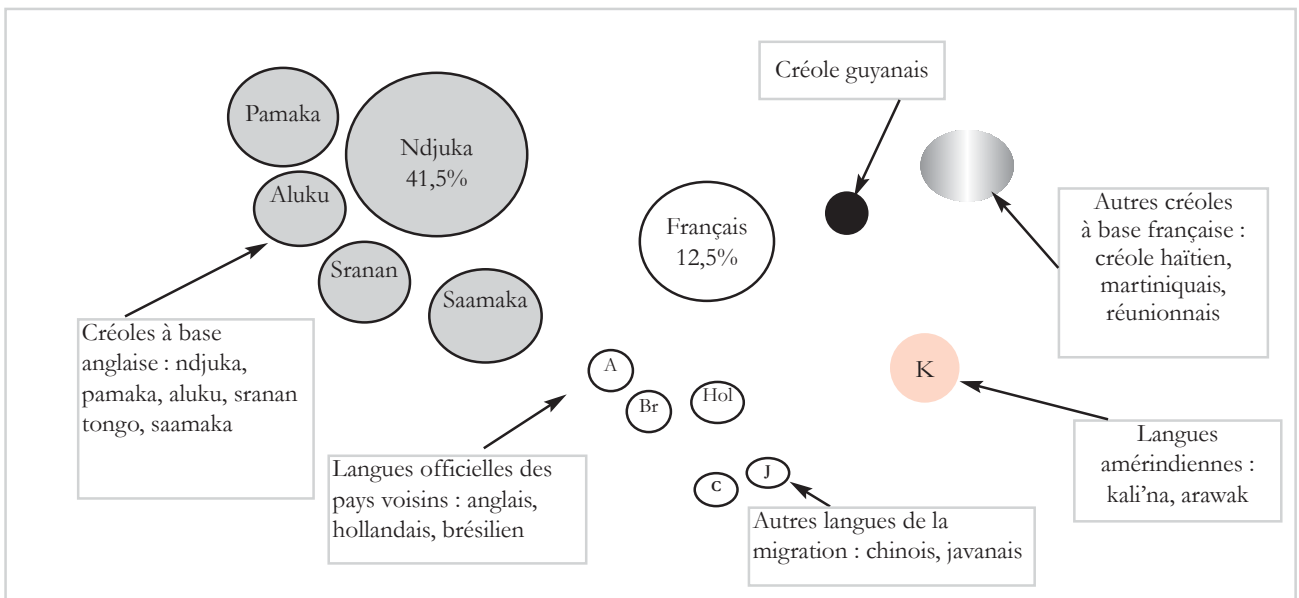 Créole guyanais
Pamaka
Ndjuka
41,5%
Aluku
Français
12,5%
Autres créoles
à base française :
créole haïtien,
martiniquais,
réunionnais
Sranan
Saamaka
Créoles à base
anglaise : ndjuka,
pamaka, aluku, sranan
tongo, saamaka
A
Br
Hol
K
Langues officielles des
pays voisins : anglais,
hollandais, brésilien
C
J
Autres langues de la
migration : chinois, javanais
Langues
amérindiennes :
kali’na, arawak